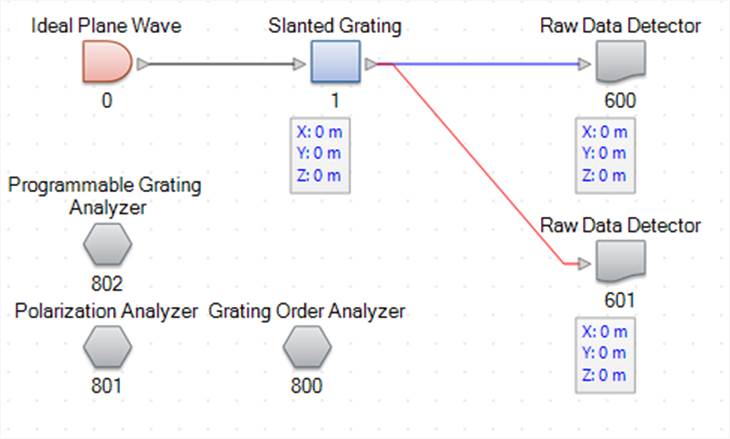 Ideal Plane Wave
Slanted Grating
Raw Data Detector
0
1
600
X: 0 m
Y: 0 m
Z: 0 m
X: 0 m
Y: 0 m
Z: 0 m
Programmable Grating
Analyzer
802
Raw Data Detector
601
X: 0 m
Y: 0 m
Z: 0 m
Polarization Analyzer
801
Grating Order Analyzer
800